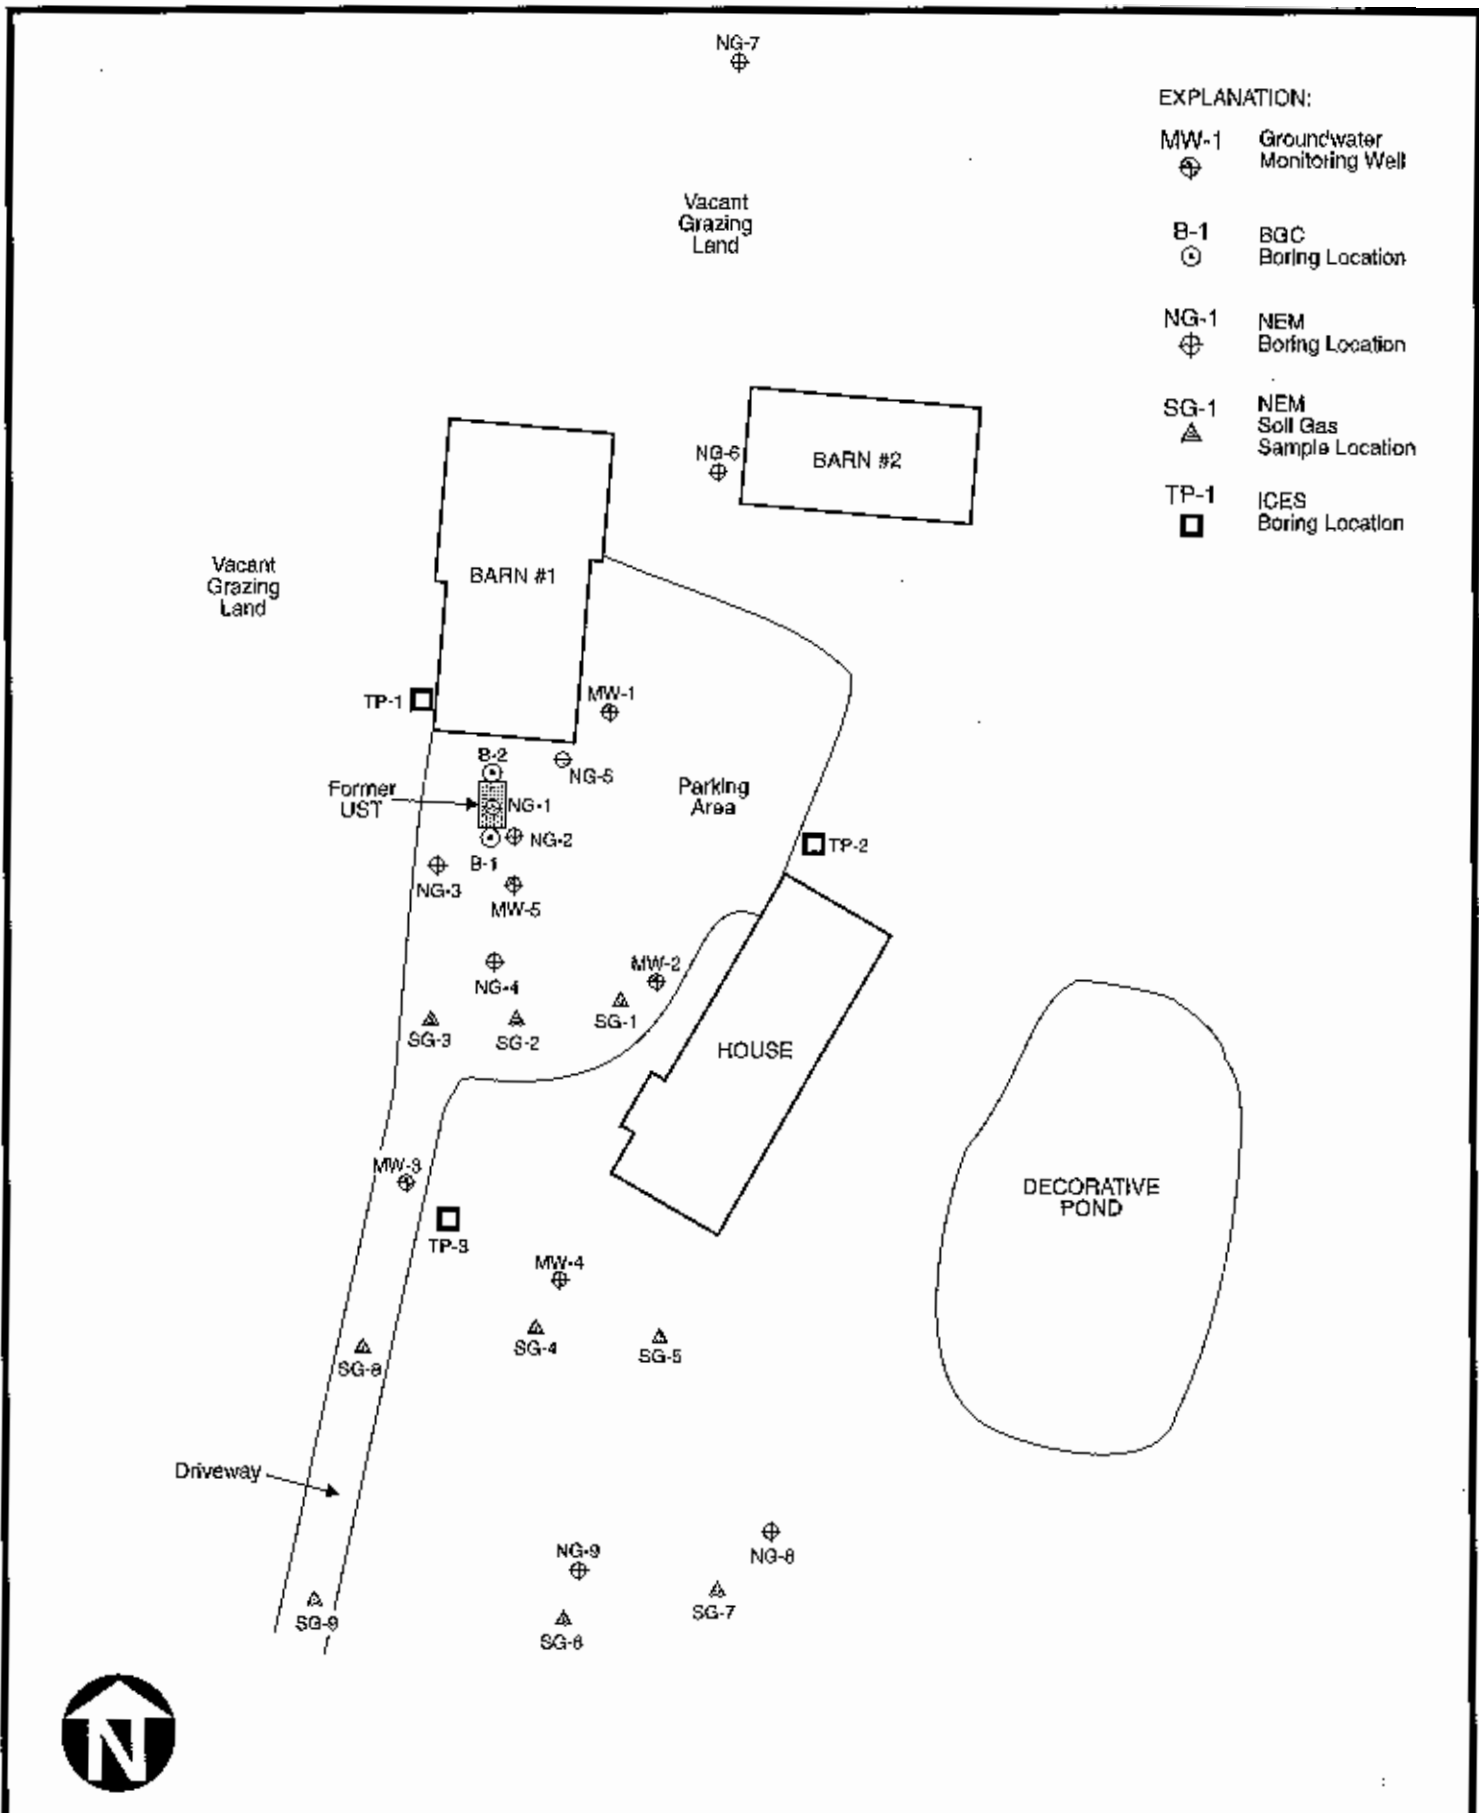 NG-7
EXPLANATION:
MW-1
Groundwater
Monitoring Well
B-1
BGC
Boring Location
NG-1
NEM
Boring Location
SG-1
NEM
Soil Gas
Sample Location
TP-1
ICES
Boring Location
Vacant
Grazing
Land
NG-6
BARN #2
BARN #1
Vacant
Grazing
Land
TP-1
MW-1
B-2
NG-5
Former
UST
NG-1
Parking
Area
NG-2
B-1
TP-2
NG-3
MW-5
NG-4
MW-2
SG-3
SG-2
SG-1
HOUSE
MW-3
TP-3
DECORATIVE
POND
MW-4
SG-8
SG-4
SG-5
Driveway
NG-9
NG-8
SG-9
SG-6
SG-7
N